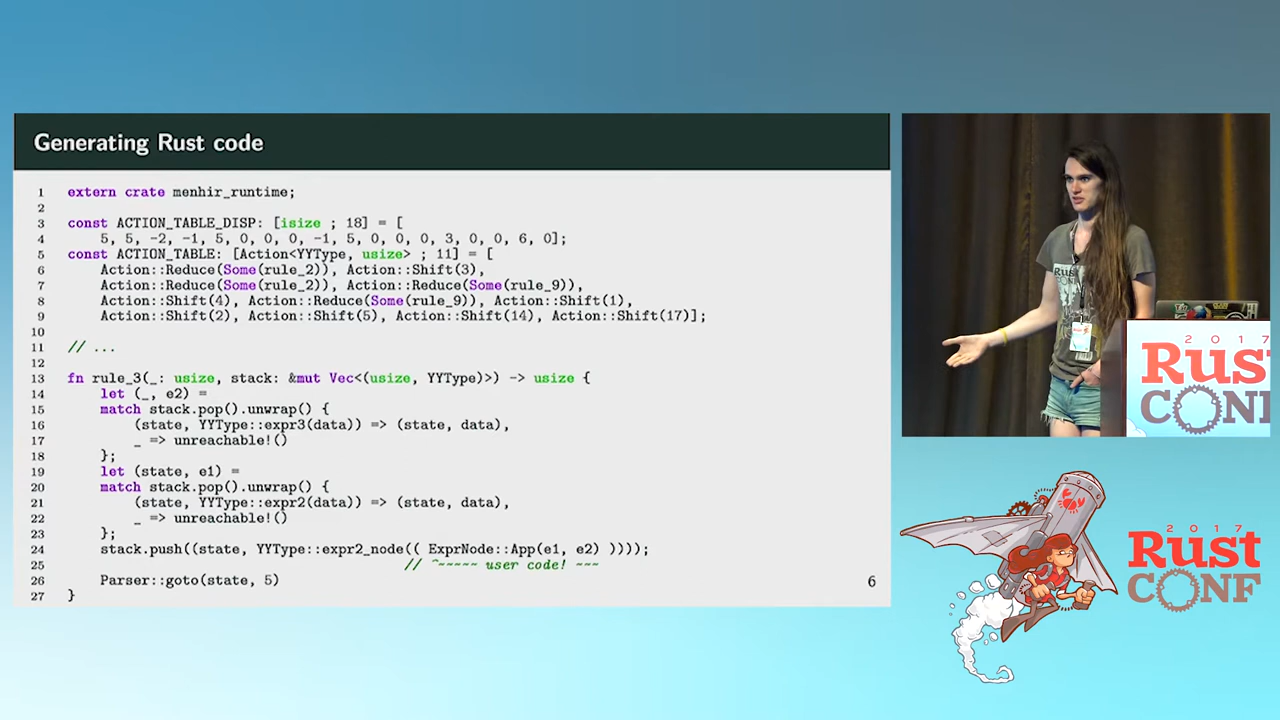 Generating Rust code
1 extern crate menhir_runtime;
2
3 const ACTION_TABLE_DISP: [isize ; 18] = [
4 5, 5, -2, -1, 5, 0, 0, 0, -1, 5, 0, 0, 0, 3, 0, 0, 6, 0];
5 const ACTION_TABLE: [Action<YYType, usize> ; 11] = [
6 Action::Reduce(Some(rule_2)), Action::Shift(3),
7 Action::Reduce(Some(rule_2)), Action::Reduce(Some(rule_9)),
8 Action::Shift(4), Action::Reduce(Some(rule_9)), Action::Shift(1),
9 Action::Shift(2), Action::Shift(5), Action::Shift(14), Action::Shift(17)];
10
11 // ...
12
13 fn rule_3(_: usize, stack: &mut Vec<(usize, YYType)>) -> usize {
14 let (_, e2) =
15 match stack.pop().unwrap() {
16 (state, YYType::expr3(data)) => (state, data),
17 _ => unreachable!()
18 };
19 let (state, e1) =
20 match stack.pop().unwrap() {
21 (state, YYType::expr2(data)) => (state, data),
22 _ => unreachable!()
23 };
24 stack.push((state, YYType::expr2_node(( ExprNode::App(e1, e2) ))));
25 // ^~~~~~ user code! ~~~
26 Parser::goto(state, 5)
27 }
6
Rust
2017
Rus
CON
2017
Rust
CONF